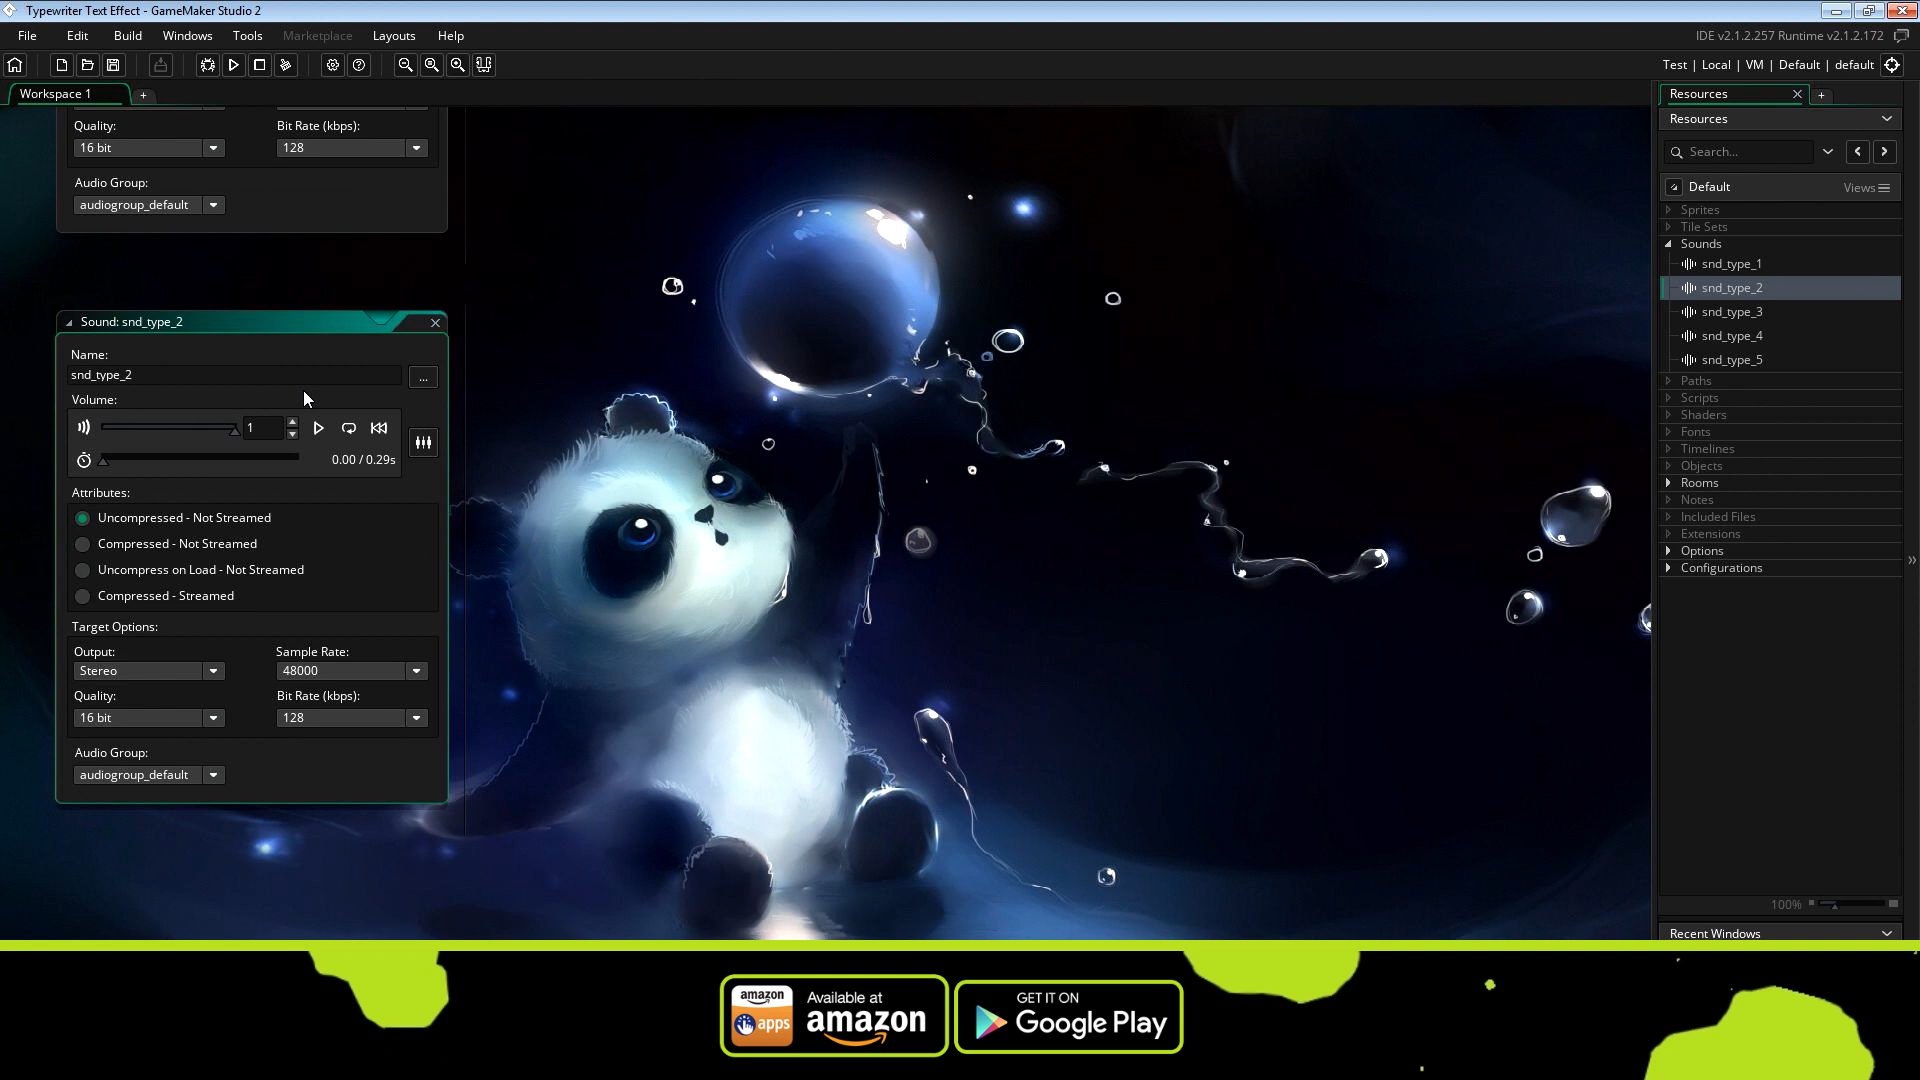 Typewriter Text Effect - GameMaker Studio 2
File Edit Build Windows Tools Marketplace Layouts Help
IDE v2.1.2.257 Runtime v2.1.2.172
Test | Local | VM | Default | default
Workspace 1
+
Quality: Bit Rate (kbps):
16 bit 128
Audio Group:
audiogroup_default
Sound: snd_type_2
Name:
snd_type_2
...
Volume:
1
0.00 / 0.29s
Attributes:
Uncompressed - Not Streamed
Compressed - Not Streamed
Uncompress on Load - Not Streamed
Compressed - Streamed
Target Options:
Output: Sample Rate:
Stereo 48000
Quality: Bit Rate (kbps):
16 bit 128
Audio Group:
audiogroup_default
Resources
+
Resources
Search...
Default Views
Sprites
Tile Sets
Sounds
snd_type_1
snd_type_2
snd_type_3
snd_type_4
snd_type_5
Paths
Scripts
Shaders
Fonts
Timelines
Objects
Rooms
Notes
Included Files
Extensions
Options
Configurations
100%
Recent Windows
amazon
apps
Available at
amazon
GET IT ON
Google Play